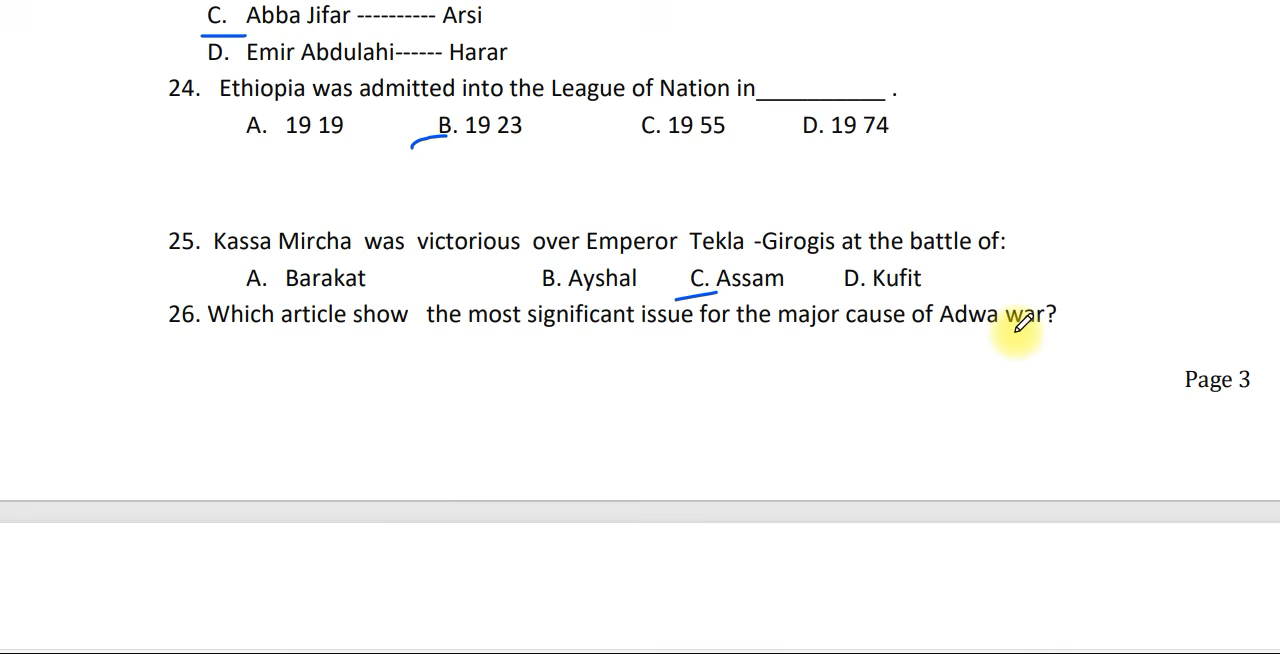 C. Abba Jifar ---------- Arsi
D. Emir Abdulahi------ Harar
24. Ethiopia was admitted into the League of Nation in___________ .
A. 19 19 B. 19 23 C. 19 55 D. 19 74
25. Kassa Mircha was victorious over Emperor Tekla -Girogis at the battle of:
A. Barakat B. Ayshal C. Assam D. Kufit
26. Which article show the most significant issue for the major cause of Adwa war?
Page 3